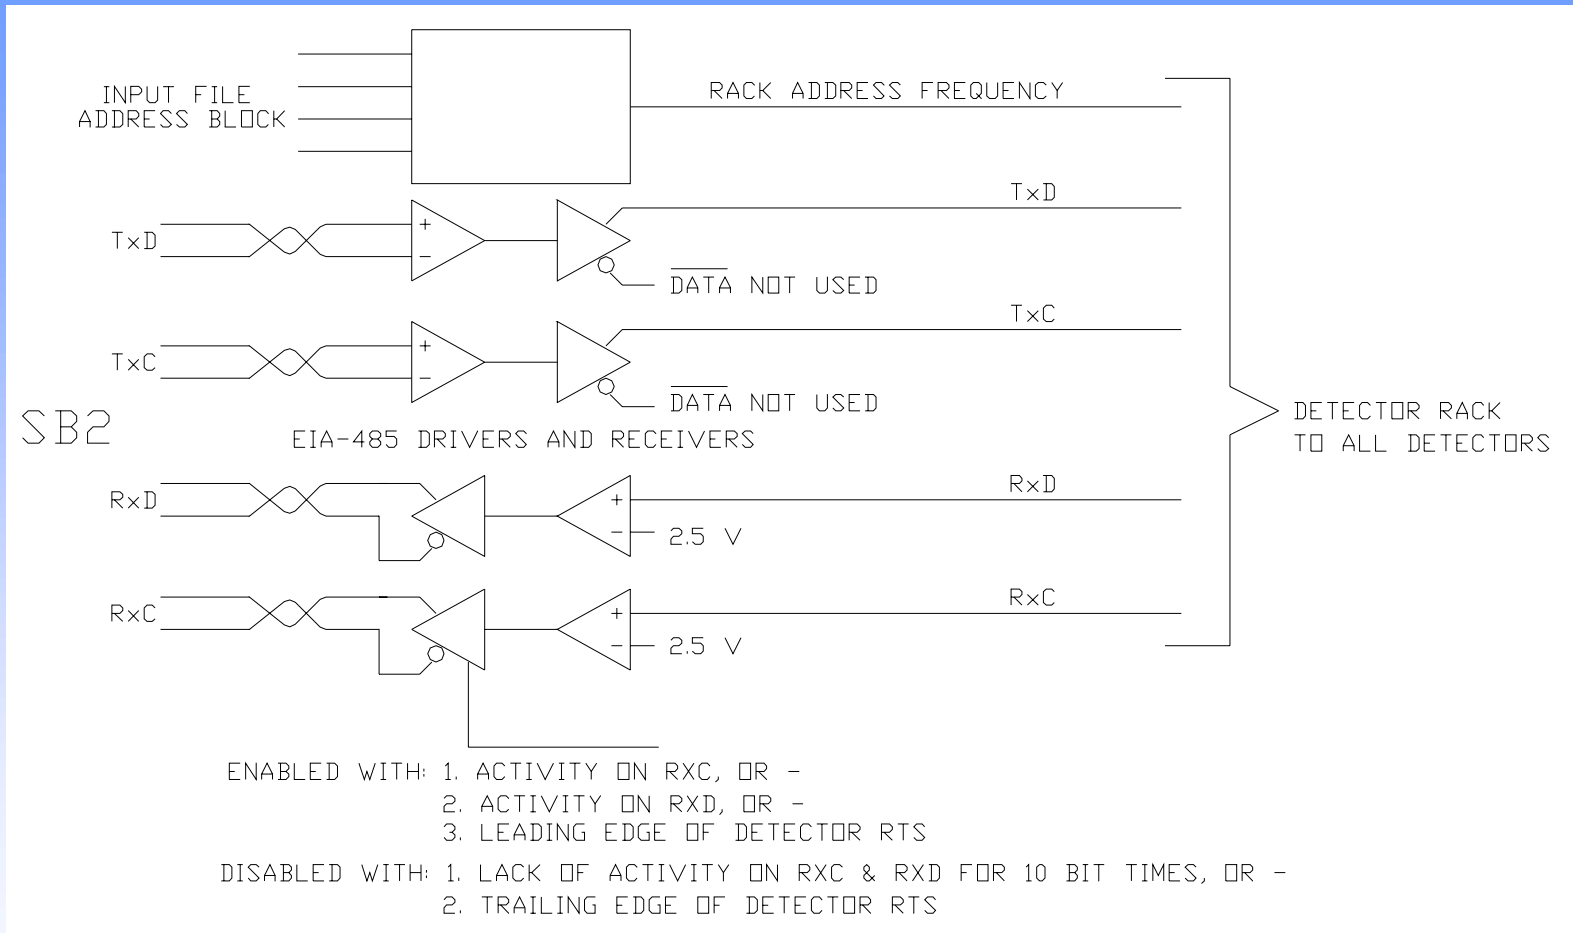 INPUT FILE
ADDRESS BLOCK
RACK ADDRESS FREQUENCY
TxD
TxD
+
−
DATA NOT USED
TxC
TxC
+
−
DATA NOT USED
SB2
DETECTOR RACK
TO ALL DETECTORS
EIA-485 DRIVERS AND RECEIVERS
RxD
RxD
+
−
2.5 V
RxC
RxC
+
−
2.5 V
ENABLED WITH: 1. ACTIVITY ON RXC, OR -
2. ACTIVITY ON RXD, OR -
3. LEADING EDGE OF DETECTOR RTS
DISABLED WITH: 1. LACK OF ACTIVITY ON RXC & RXD FOR 10 BIT TIMES, OR -
2. TRAILING EDGE OF DETECTOR RTS